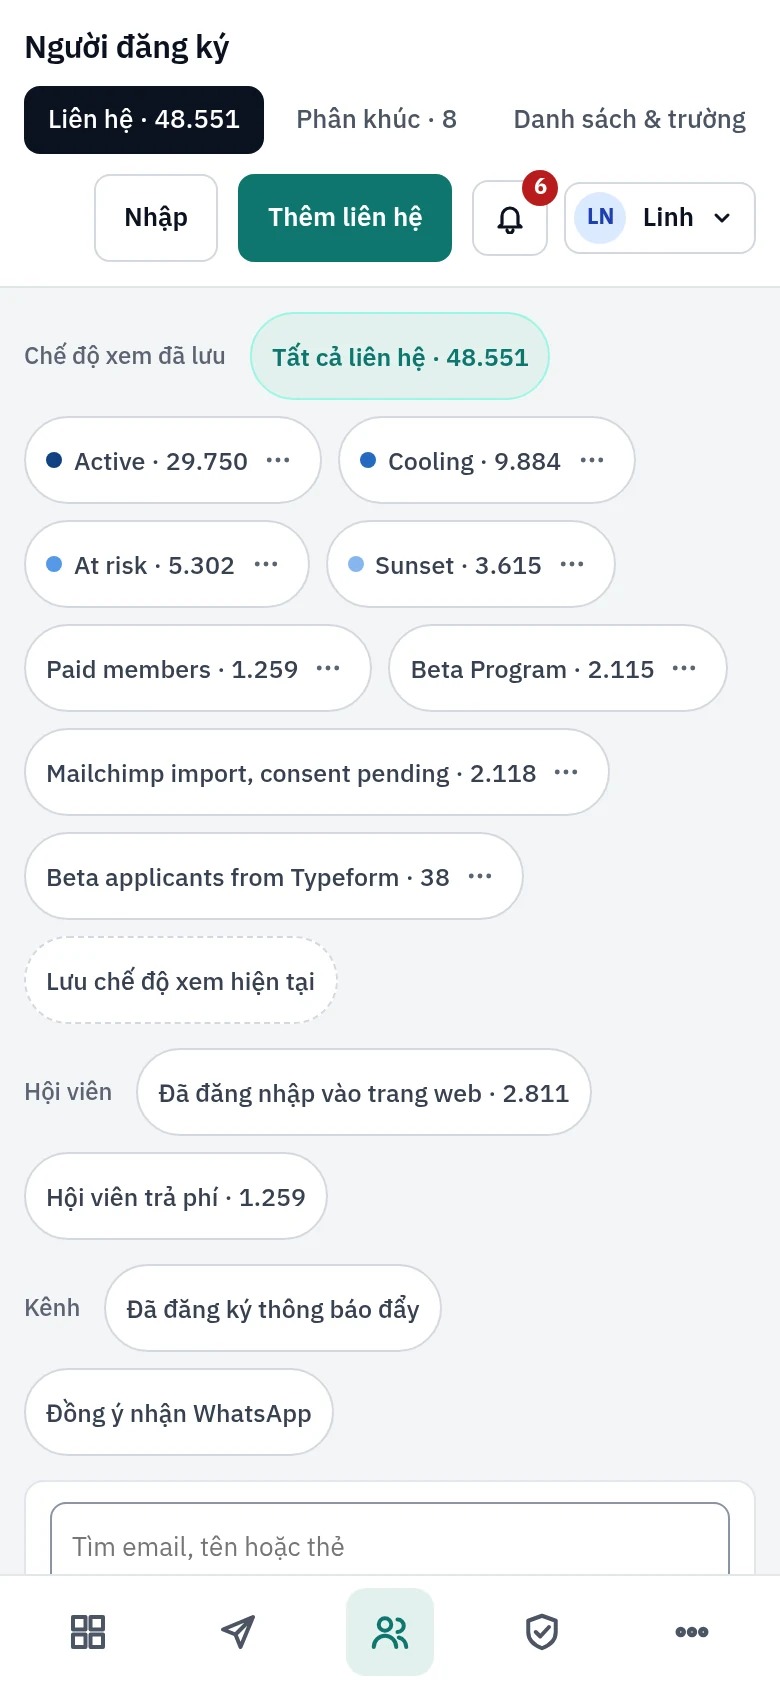 Người đăng ký
Liên hệ · 48.551 Phân khúc · 8 Danh sách & trường
Nhập Thêm liên hệ 6 LN Linh
Chế độ xem đã lưu Tất cả liên hệ · 48.551
Active · 29.750 ··· Cooling · 9.884 ···
At risk · 5.302 ··· Sunset · 3.615 ···
Paid members · 1.259 ··· Beta Program · 2.115 ···
Mailchimp import, consent pending · 2.118 ···
Beta applicants from Typeform · 38 ···
Lưu chế độ xem hiện tại
Hội viên Đã đăng nhập vào trang web · 2.811
Hội viên trả phí · 1.259
Kênh Đã đăng ký thông báo đẩy
Đồng ý nhận WhatsApp
Tìm email, tên hoặc thẻ